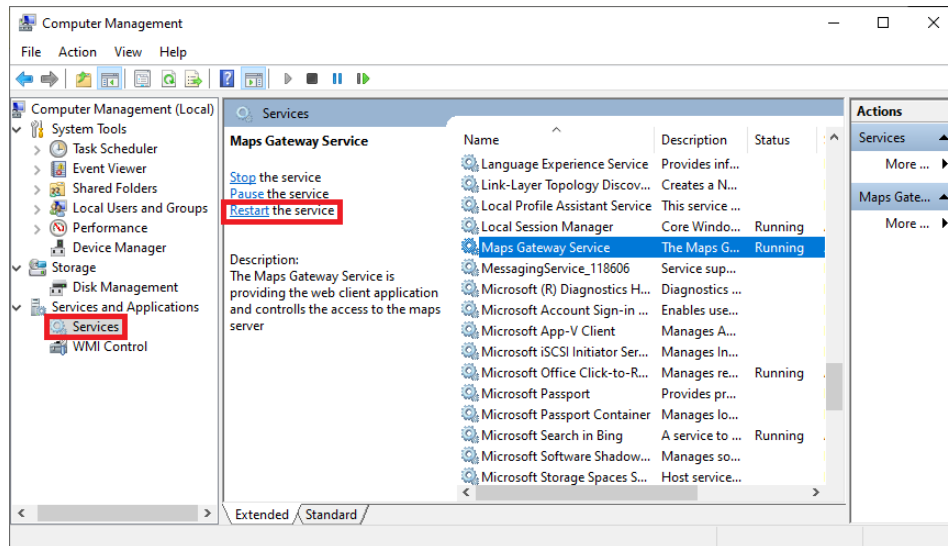 Computer Management
File Action View Help
Computer Management (Local)
System Tools
Task Scheduler
Event Viewer
Shared Folders
Local Users and Groups
Performance
Device Manager
Storage
Disk Management
Services and Applications
Services
WMI Control
Services
Maps Gateway Service
Stop the service
Pause the service
Restart the service
Description:
The Maps Gateway Service is
providing the web client application
and controlls the access to the maps
server
Name Description Status
Language Experience Service Provides inf...
Link-Layer Topology Discov... Creates a N...
Local Profile Assistant Service This service ...
Local Session Manager Core Windo... Running
Maps Gateway Service The Maps G... Running
MessagingService_118606 Service sup...
Microsoft (R) Diagnostics H... Diagnostics ...
Microsoft Account Sign-in ... Enables use...
Microsoft App-V Client Manages A...
Microsoft iSCSI Initiator Ser... Manages In...
Microsoft Office Click-to-R... Manages re... Running
Microsoft Passport Provides pr...
Microsoft Passport Container Manages lo...
Microsoft Search in Bing A service to ... Running
Microsoft Software Shadow... Manages so...
Microsoft Storage Spaces S... Host service...
Extended Standard
Actions
Services
More ...
Maps Gate...
More ...